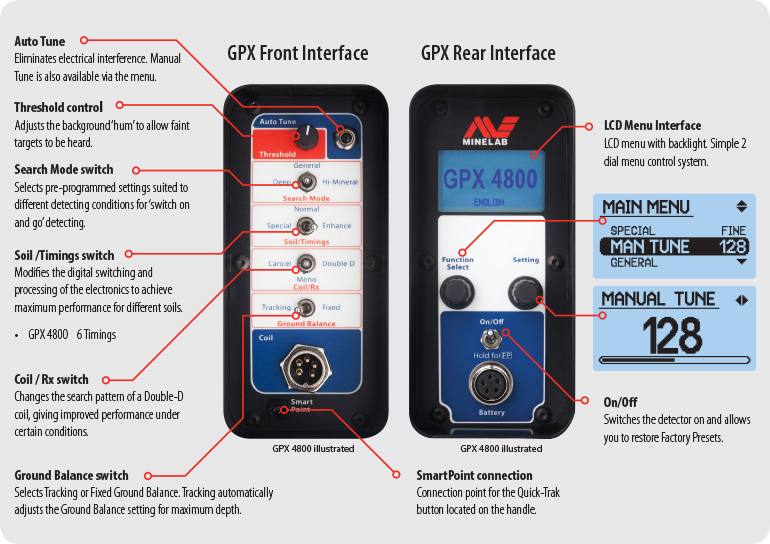 GPX Front Interface
GPX Rear Interface
Auto Tune
Eliminates electrical interference. Manual
Tune is also available via the menu.
Threshold control
Adjusts the background ‘hum’ to allow faint
targets to be heard.
Search Mode switch
Selects pre-programmed settings suited to
different detecting conditions for ‘switch on
and go’ detecting.
Soil /Timings switch
Modifies the digital switching and
processing of the electronics to achieve
maximum performance for different soils.
• GPX 4800 6 Timings
Coil / Rx switch
Changes the search pattern of a Double-D
coil, giving improved performance under
certain conditions.
Ground Balance switch
Selects Tracking or Fixed Ground Balance. Tracking automatically
adjusts the Ground Balance setting for maximum depth.
Auto Tune
Threshold
General
Deep Hi-Mineral
Search Mode
Normal
Special Enhance
Soil/Timings
Cancel Double D
Mono
Coil/Rx
Tracking Fixed
Ground Balance
Coil
Smart
Point
GPX 4800 illustrated
MINELAB
GPX 4800
ENGLISH
Function
Select
Setting
On/Off
Hold for FP
Battery
GPX 4800 illustrated
SmartPoint connection
Connection point for the Quick-Trak
button located on the handle.
LCD Menu Interface
LCD menu with backlight. Simple 2
dial menu control system.
MAIN MENU
SPECIAL FINE
MAN TUNE 128
GENERAL
MANUAL TUNE
128
On/Off
Switches the detector on and allows
you to restore Factory Presets.